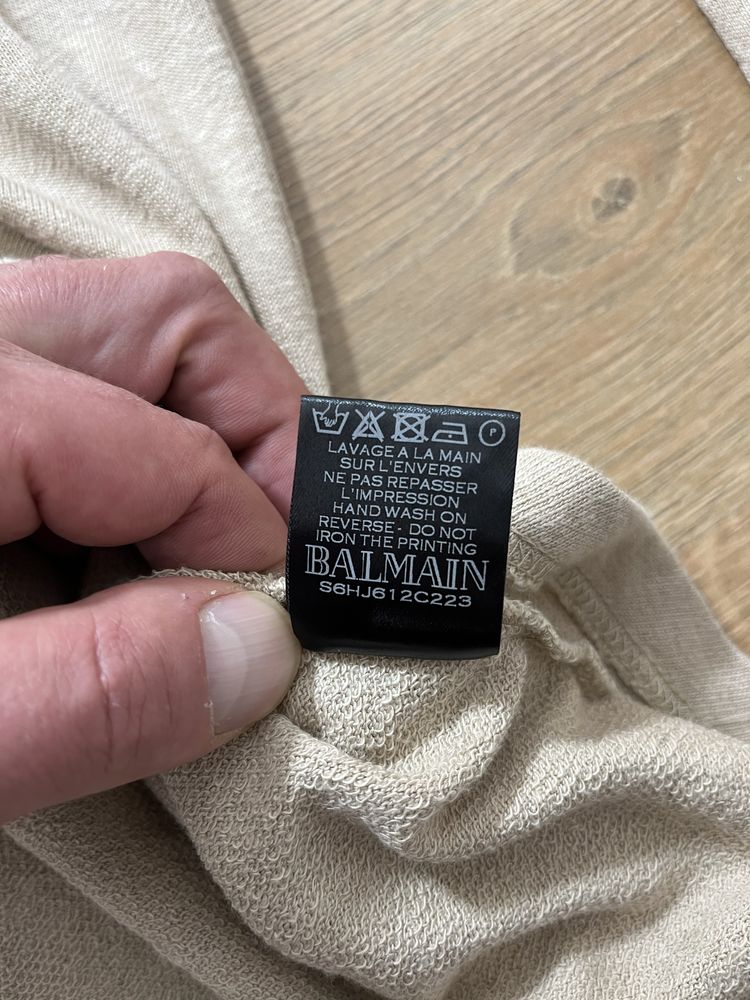 P
LAVAGE A LA MAIN
SUR L'ENVERS
NE PAS REPASSER
L'IMPRESSION
HAND WASH ON
REVERSE - DO NOT
IRON THE PRINTING
BALMAIN
S6HJ612C223